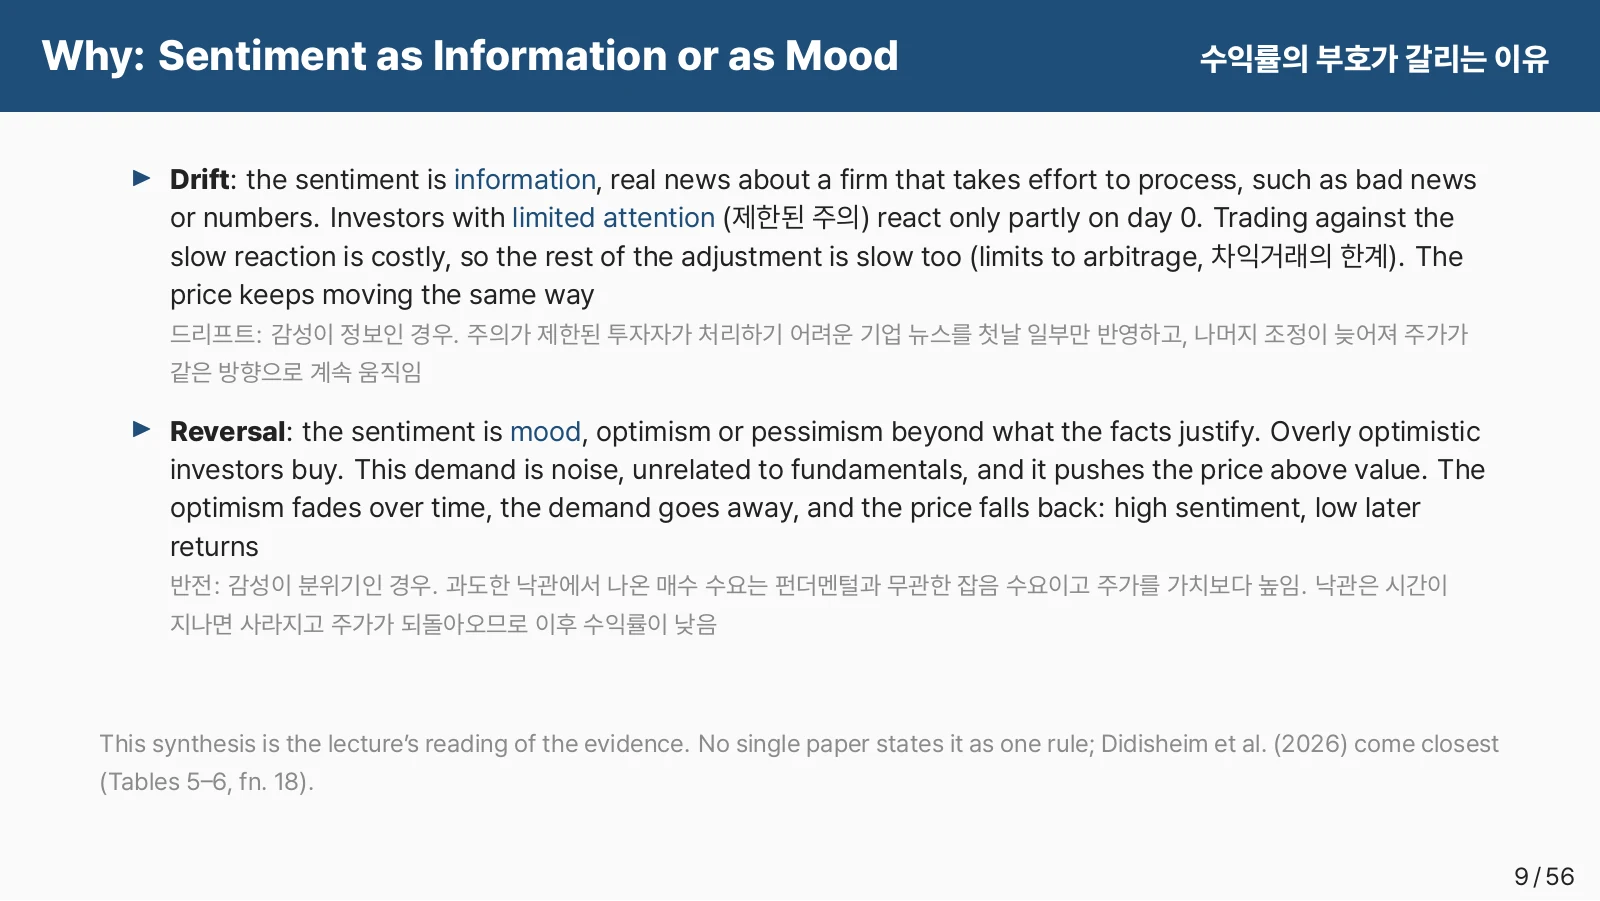 Why: Sentiment as Information or as Mood
수익률의 부호가 갈리는 이유
▶ Drift: the sentiment is information, real news about a firm that takes effort to process, such as bad news
or numbers. Investors with limited attention (제한된 주의) react only partly on day 0. Trading against the
slow reaction is costly, so the rest of the adjustment is slow too (limits to arbitrage, 차익거래의 한계). The
price keeps moving the same way
드리프트: 감성이 정보인 경우. 주의가 제한된 투자자가 처리하기 어려운 기업 뉴스를 첫날 일부만 반영하고, 나머지 조정이 늦어져 주가가
같은 방향으로 계속 움직임
▶ Reversal: the sentiment is mood, optimism or pessimism beyond what the facts justify. Overly optimistic
investors buy. This demand is noise, unrelated to fundamentals, and it pushes the price above value. The
optimism fades over time, the demand goes away, and the price falls back: high sentiment, low later
returns
반전: 감성이 분위기인 경우. 과도한 낙관에서 나온 매수 수요는 펀더멘털과 무관한 잡음 수요이고 주가를 가치보다 높임. 낙관은 시간이
지나면 사라지고 주가가 되돌아오므로 이후 수익률이 낮음
This synthesis is the lecture’s reading of the evidence. No single paper states it as one rule; Didisheim et al. (2026) come closest
(Tables 5–6, fn. 18).
9 / 56